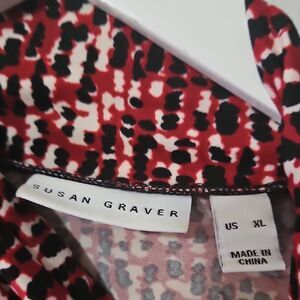 SUSAN GRAVER
US XL
MADE IN
CHINA